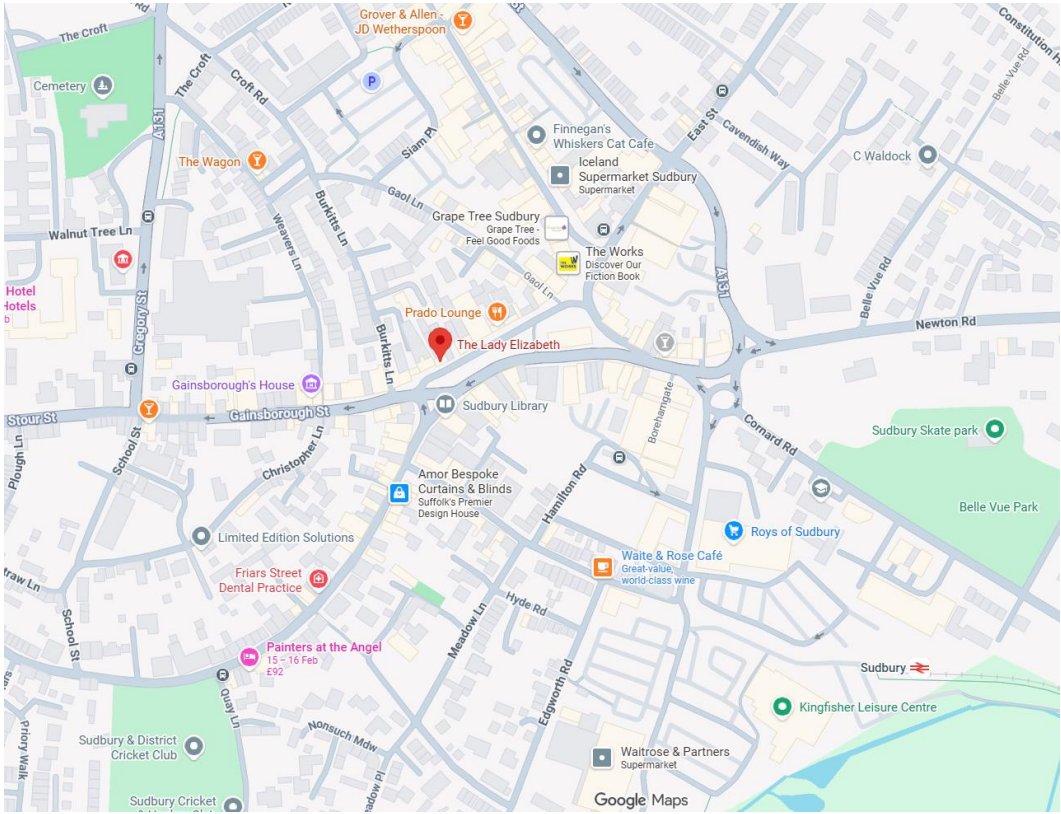 The Croft
Grover & Allen -
JD Wetherspoon
Constitution H
Cemetery
The Croft
Croft Rd
P
A131
Belle Vue Rd
East St
Siam Pl
Finnegan's
Whiskers Cat Cafe
Cavendish Way
C Waldock
The Wagon
Iceland
Supermarket Sudbury
Supermarket
Gaol Ln
Burkitts Ln
Walnut Tree Ln
Weavers Ln
Grape Tree Sudbury
Grape Tree -
Feel Good Foods
The Works
Discover Our
Fiction Book
Gaol Ln
A131
Belle Vue Rd
Hotel
Hotels
Gregory St
Prado Lounge
Newton Rd
The Lady Elizabeth
Burkitts Ln
Gainsborough's House
Sudbury Library
Stour St
Gainsborough St
School St
Plough Ln
Christopher Ln
Borehamgate
Cornard Rd
Sudbury Skate park
Amor Bespoke
Curtains & Blinds
Suffolk's Premier
Design House
Hamilton Rd
Belle Vue Park
Limited Edition Solutions
Roys of Sudbury
Waite & Rose Café
Great-value,
world-class wine
Friars Street
Dental Practice
Hyde Rd
School St
Meadow Ln
Painters at the Angel
15 – 16 Feb
£92
Sudbury
Edgworth Rd
Quay Ln
Kingfisher Leisure Centre
Nonsuch Mdw
Sudbury & District
Cricket Club
Priory Walk
Waitrose & Partners
Supermarket
Sudbury Cricket
Google Maps